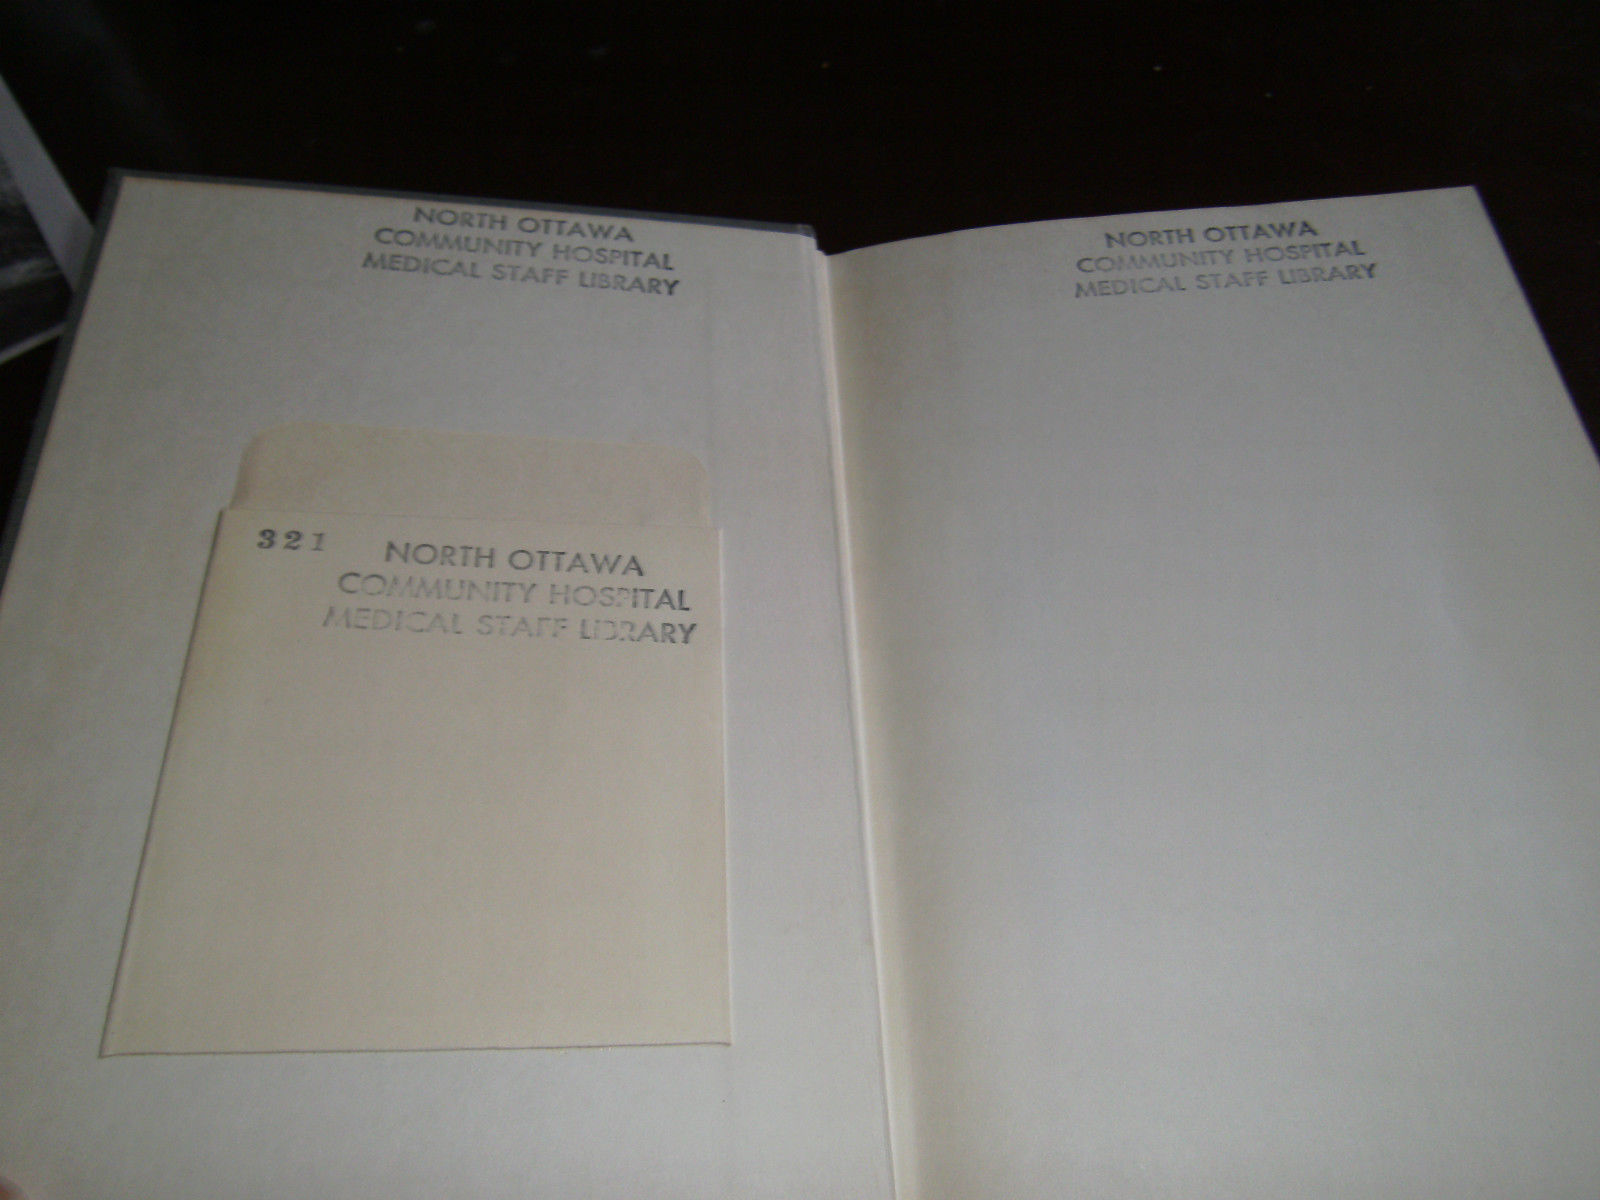 NORTH OTTAWA
COMMUNITY HOSPITAL
MEDICAL STAFF LIBRARY
321
NORTH OTTAWA
COMMUNITY HOSPITAL
MEDICAL STAFF LIBRARY
NORTH OTTAWA
COMMUNITY HOSPITAL
MEDICAL STAFF LIBRARY